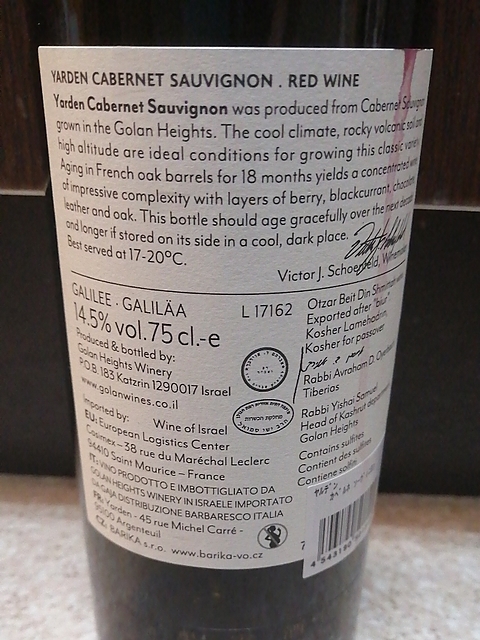 YARDEN CABERNET SAUVIGNON . RED WINE
Yarden Cabernet Sauvignon was produced from Cabernet Sauvignon
grown in the Golan Heights. The cool climate, rocky volcanic soil and
high altitude are ideal conditions for growing this classic variety.
Aging in French oak barrels for 18 months yields a concentrated wine
of impressive complexity with layers of berry, blackcurrant, chocolate,
leather and oak. This bottle should age gracefully over the next decade
and longer if stored on its side in a cool, dark place.
Best served at 17-20°C.
Victor J. Schoenfeld, Winemaker
GALILEE · GALILÄA
14.5% vol. 75 cl.-e
L 17162
Produced & bottled by:
Golan Heights Winery
P.O.B. 183 Katzrin 1290017 Israel
www.golanwines.co.il
Wine of Israel
Imported by:
EU: European Logistics Center
38 rue du Maréchal Leclerc
94410 Saint Maurice – France
IT: VINO PRODOTTO E IMBOTTIGLIATO DA
GOLAN HEIGHTS WINERY IN ISRAELE IMPORTATO
DISTRIBUZIONE BARBARESCO ITALIA
Yarden - 45 rue Michel Carré -
Argenteuil
CZ: BARIKA s.r.o. www.barika-vo.cz
Otzar Beit Din Shmitah
Exported after "biur"
Kosher Lamehadrin,
Kosher for passover
Rabbi Avraham D.
Tiberias
Rabbi Yishai Samuel
Head of Kashrut department
Golan Heights
Contains sulfites
Contient des sulfites
Contiene solfiti
7